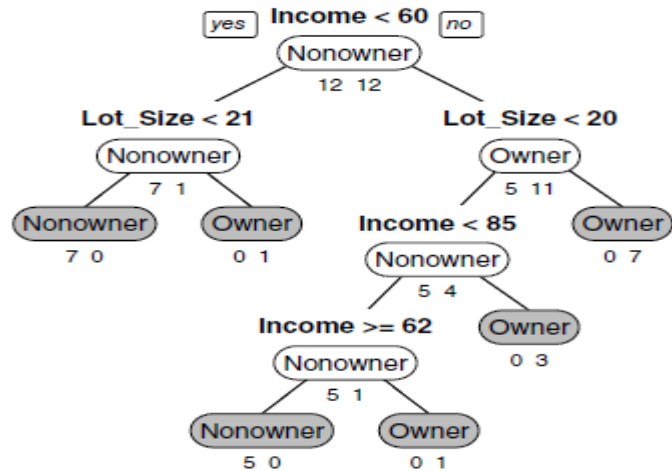 yes Income < 60 no
Nonowner
12 12
Lot_Size < 21 Lot_Size < 20
Nonowner Owner
7 1 5 11
Nonowner Owner Income < 85 Owner
7 0 0 1 Nonowner 0 7
5 4
Income >= 62 Owner
Nonowner 0 3
5 1
Nonowner Owner
5 0 0 1